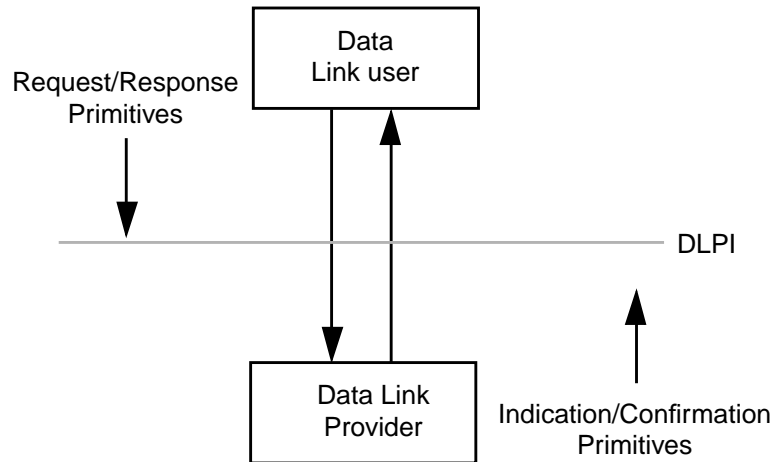 Data
Link user
Request/Response
Primitives
DLPI
Data Link
Provider
Indication/Confirmation
Primitives